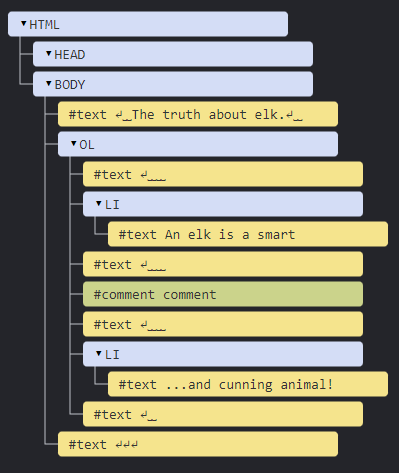 ▾ HTML
▾ HEAD
▾ BODY
#text ↵␣␣The truth about elk.↵␣␣
▾ OL
#text ↵␣␣␣␣
▾ LI
#text An elk is a smart
#text ↵␣␣␣␣
#comment comment
#text ↵␣␣␣␣
▾ LI
#text ...and cunning animal!
#text ↵␣␣
#text ↵↵↵